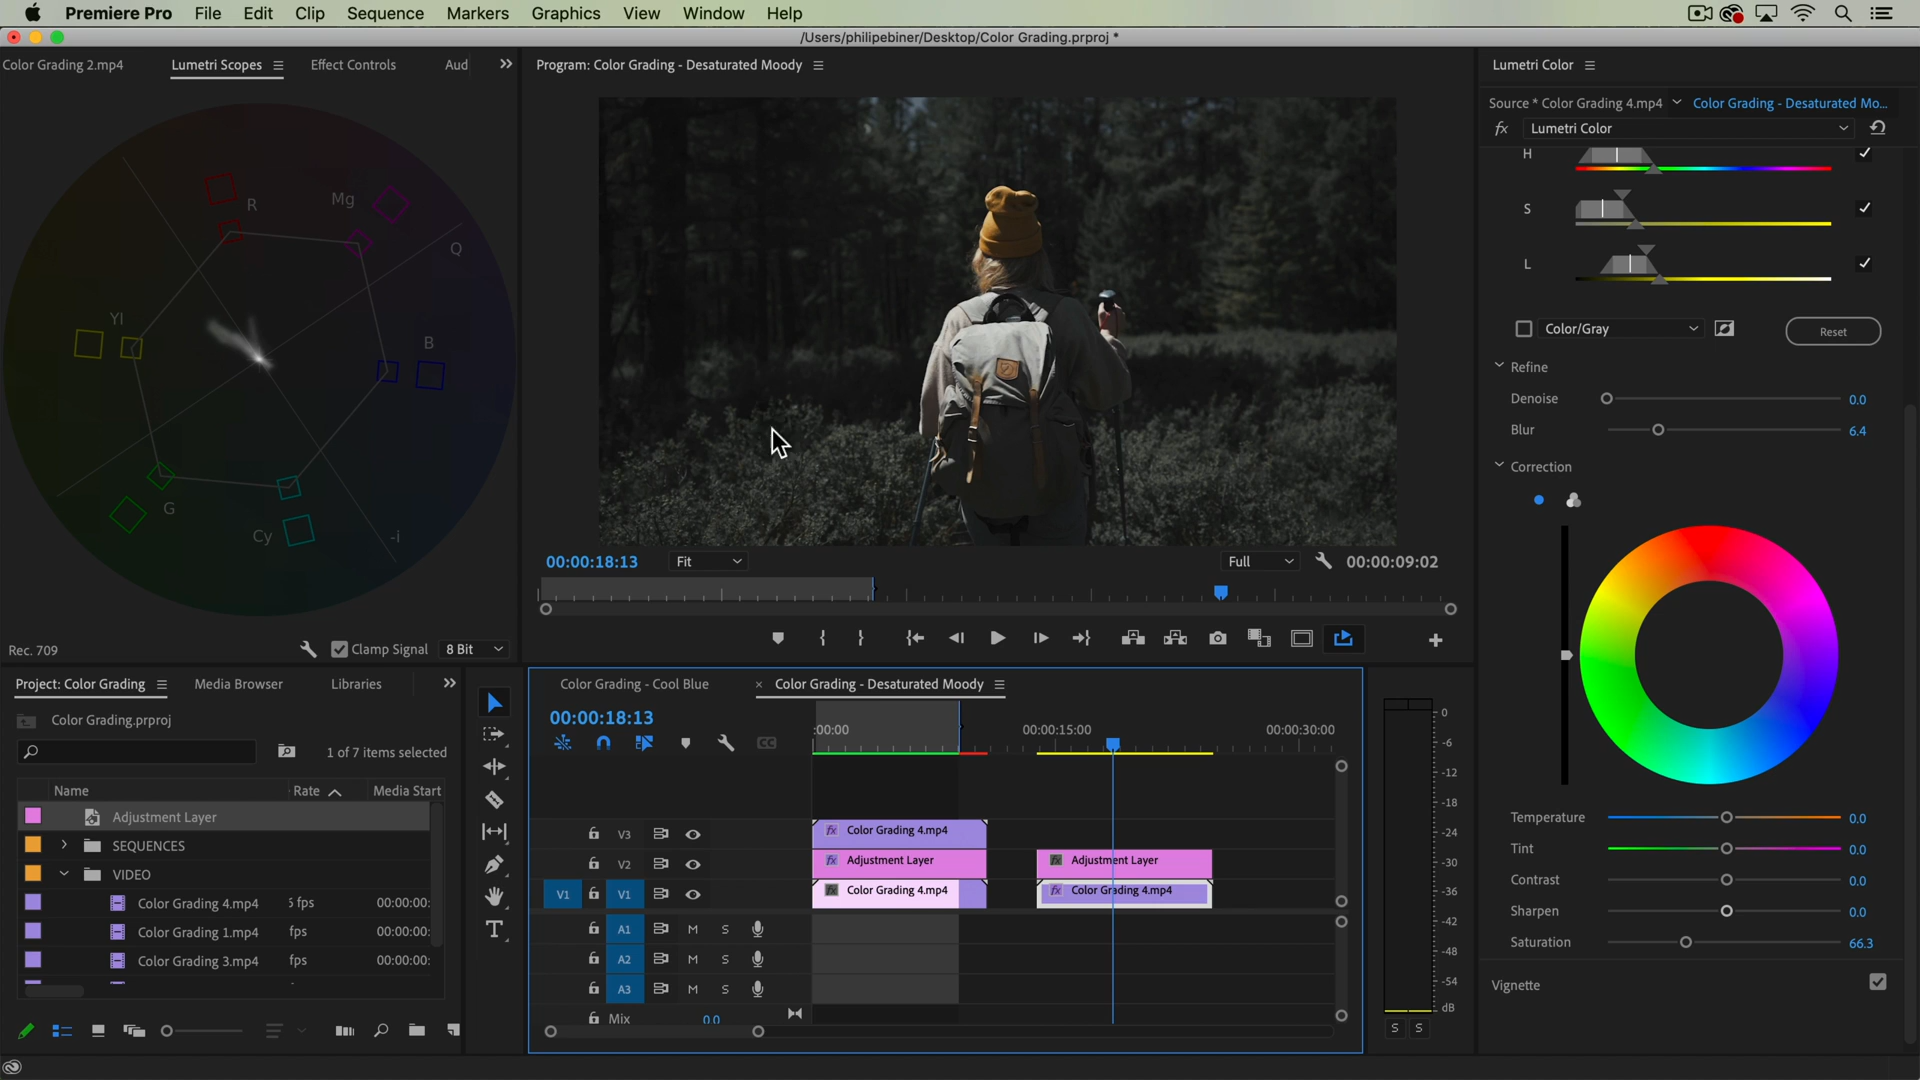 Premiere Pro File Edit Clip Sequence Markers Graphics View Window Help
/Users/philipebiner/Desktop/Color Grading.prproj *
Color Grading 2.mp4 Lumetri Scopes Effect Controls Aud
R Mg Q Yl B G Cy -i
Rec. 709 Clamp Signal 8 Bit
Program: Color Grading - Desaturated Moody
00:00:18:13 Fit Full 00:00:09:02
Lumetri Color
Source * Color Grading 4.mp4 Color Grading - Desaturated Mo...
fx Lumetri Color
H
S
L
Color/Gray Reset
Refine
Denoise 0.0
Blur 6.4
Correction
Temperature 0.0
Tint 0.0
Contrast 0.0
Sharpen 0.0
Saturation 66.3
Vignette
Project: Color Grading Media Browser Libraries
Color Grading.prproj
1 of 7 items selected
Name Rate Media Start
Adjustment Layer
SEQUENCES
VIDEO
Color Grading 4.mp4 fps 00:00:00:
Color Grading 1.mp4 fps 00:00:00:
Color Grading 3.mp4 fps 00:00:00:
Color Grading - Cool Blue × Color Grading - Desaturated Moody
00:00:18:13
:00:00 00:00:15:00 00:00:30:00
V3 fx Color Grading 4.mp4
V2 fx Adjustment Layer fx Adjustment Layer
V1 V1 fx Color Grading 4.mp4 fx Color Grading 4.mp4
A1 M S
A2 M S
A3 M S
Mix 0.0
0
-6
-12
-18
-24
-30
-36
-42
-48
-54
dB
S S